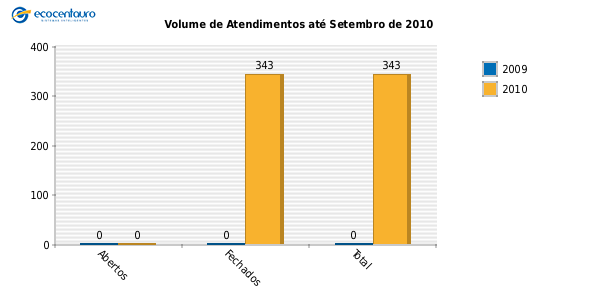 ecocentauro
Volume de Atendimentos até Setembro de 2010
400
300
200
100
0
0
0
0
343
0
343
Abertos
Fechados
Total
2009
2010